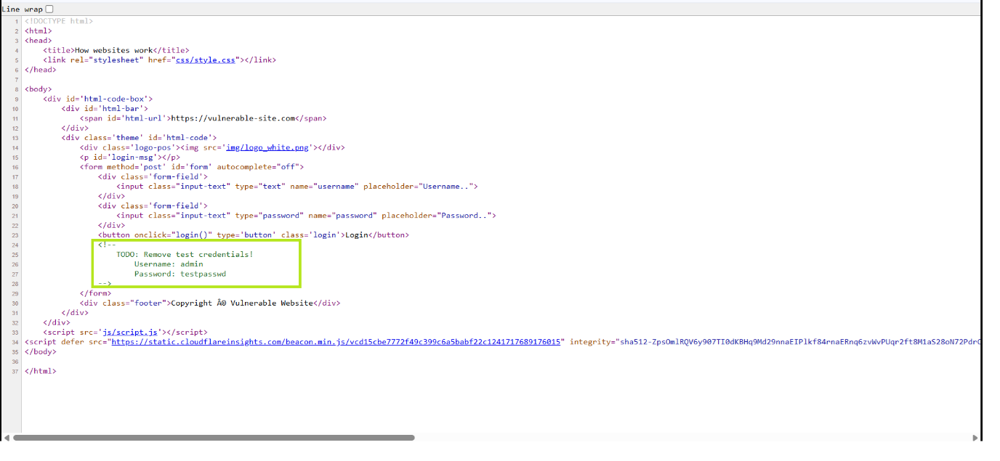 Line wrap
1 <!DOCTYPE html>
2 <html>
3 <head>
4     <title>How websites work</title>
5     <link rel="stylesheet" href="css/style.css"></link>
6 </head>
7
8 <body>
9     <div id='html-code-box'>
10         <div id='html-bar'>
11             <span id='html-url'>https://vulnerable-site.com</span>
12         </div>
13         <div class='theme' id='html-code'>
14             <div class='logo-pos'><img src='img/logo_white.png'></div>
15             <p id='login-msg'></p>
16             <form method='post' id='form' autocomplete="off">
17                 <div class='form-field'>
18                     <input class="input-text" type="text" name="username" placeholder="Username..">
19                 </div>
20                 <div class='form-field'>
21                     <input class="input-text" type="password" name="password" placeholder="Password..">
22                 </div>
23                 <button onclick="login()" type='button' class='login'>Login</button>
24                 <!--
25                     TODO: Remove test credentials!
26                         Username: admin
27                         Password: testpasswd
28                 -->
29             </form>
30             <div class="footer">Copyright Â© Vulnerable Website</div>
31         </div>
32     </div>
33     <script src='js/script.js'></script>
34 <script defer src="https://static.cloudflareinsights.com/beacon.min.js/vcd15cbe7772f49c399c6a5babf22c1241717689176015" integrity="sha512-ZpsOmlRQV6y907TI0dKBHq9Md29nnaEIPlkf84rnaERnq6zvWvPUqr2ft8M1aS28oN72PdrC
35 </body>
36
37 </html>